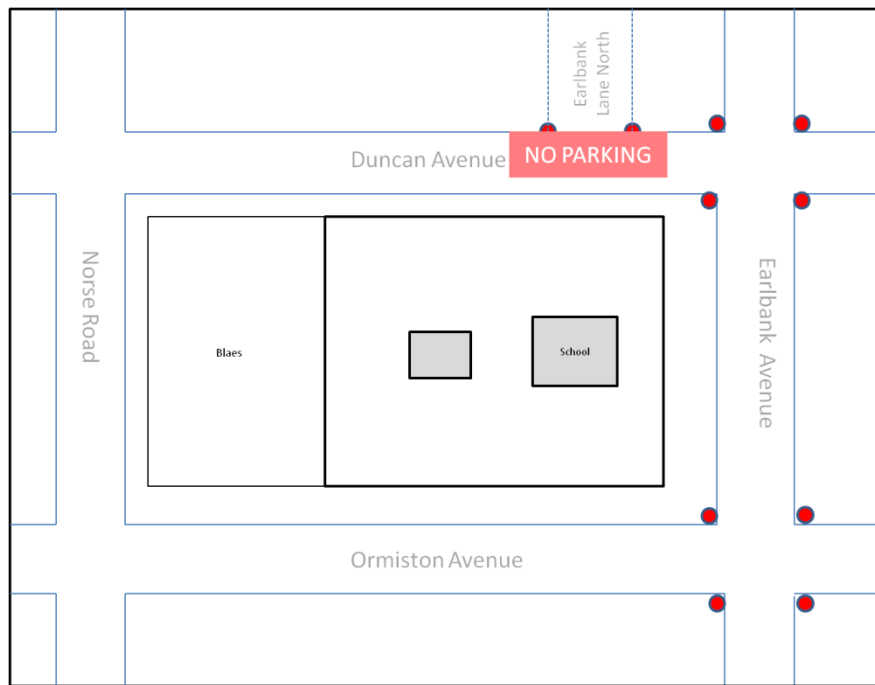 Earlbank
Lane North
Duncan Avenue
NO PARKING
Norse Road
Blaes
School
Earlbank Avenue
Ormiston Avenue